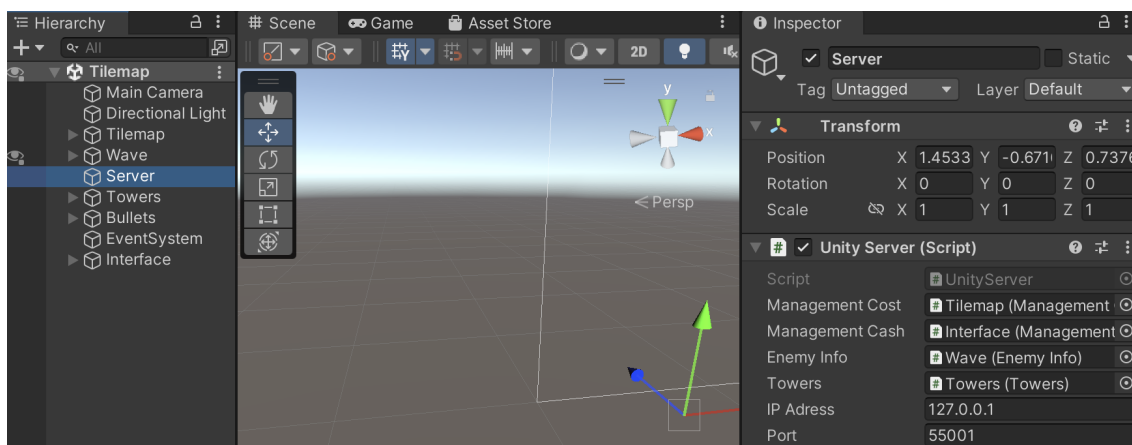 Hierarchy
All
Tilemap
Main Camera
Directional Light
Tilemap
Wave
Server
Towers
Bullets
EventSystem
Interface
Scene Game Asset Store
2D
y
x
Persp
Inspector
Server Static
Tag Untagged Layer Default
Transform
Position X 1.4533 Y -0.671 Z 0.7376
Rotation X 0 Y 0 Z 0
Scale X 1 Y 1 Z 1
# Unity Server (Script)
Script # UnityServer
Management Cost # Tilemap (Management
Management Cash # Interface (Management
Enemy Info # Wave (Enemy Info)
Towers # Towers (Towers)
IP Adress 127.0.0.1
Port 55001